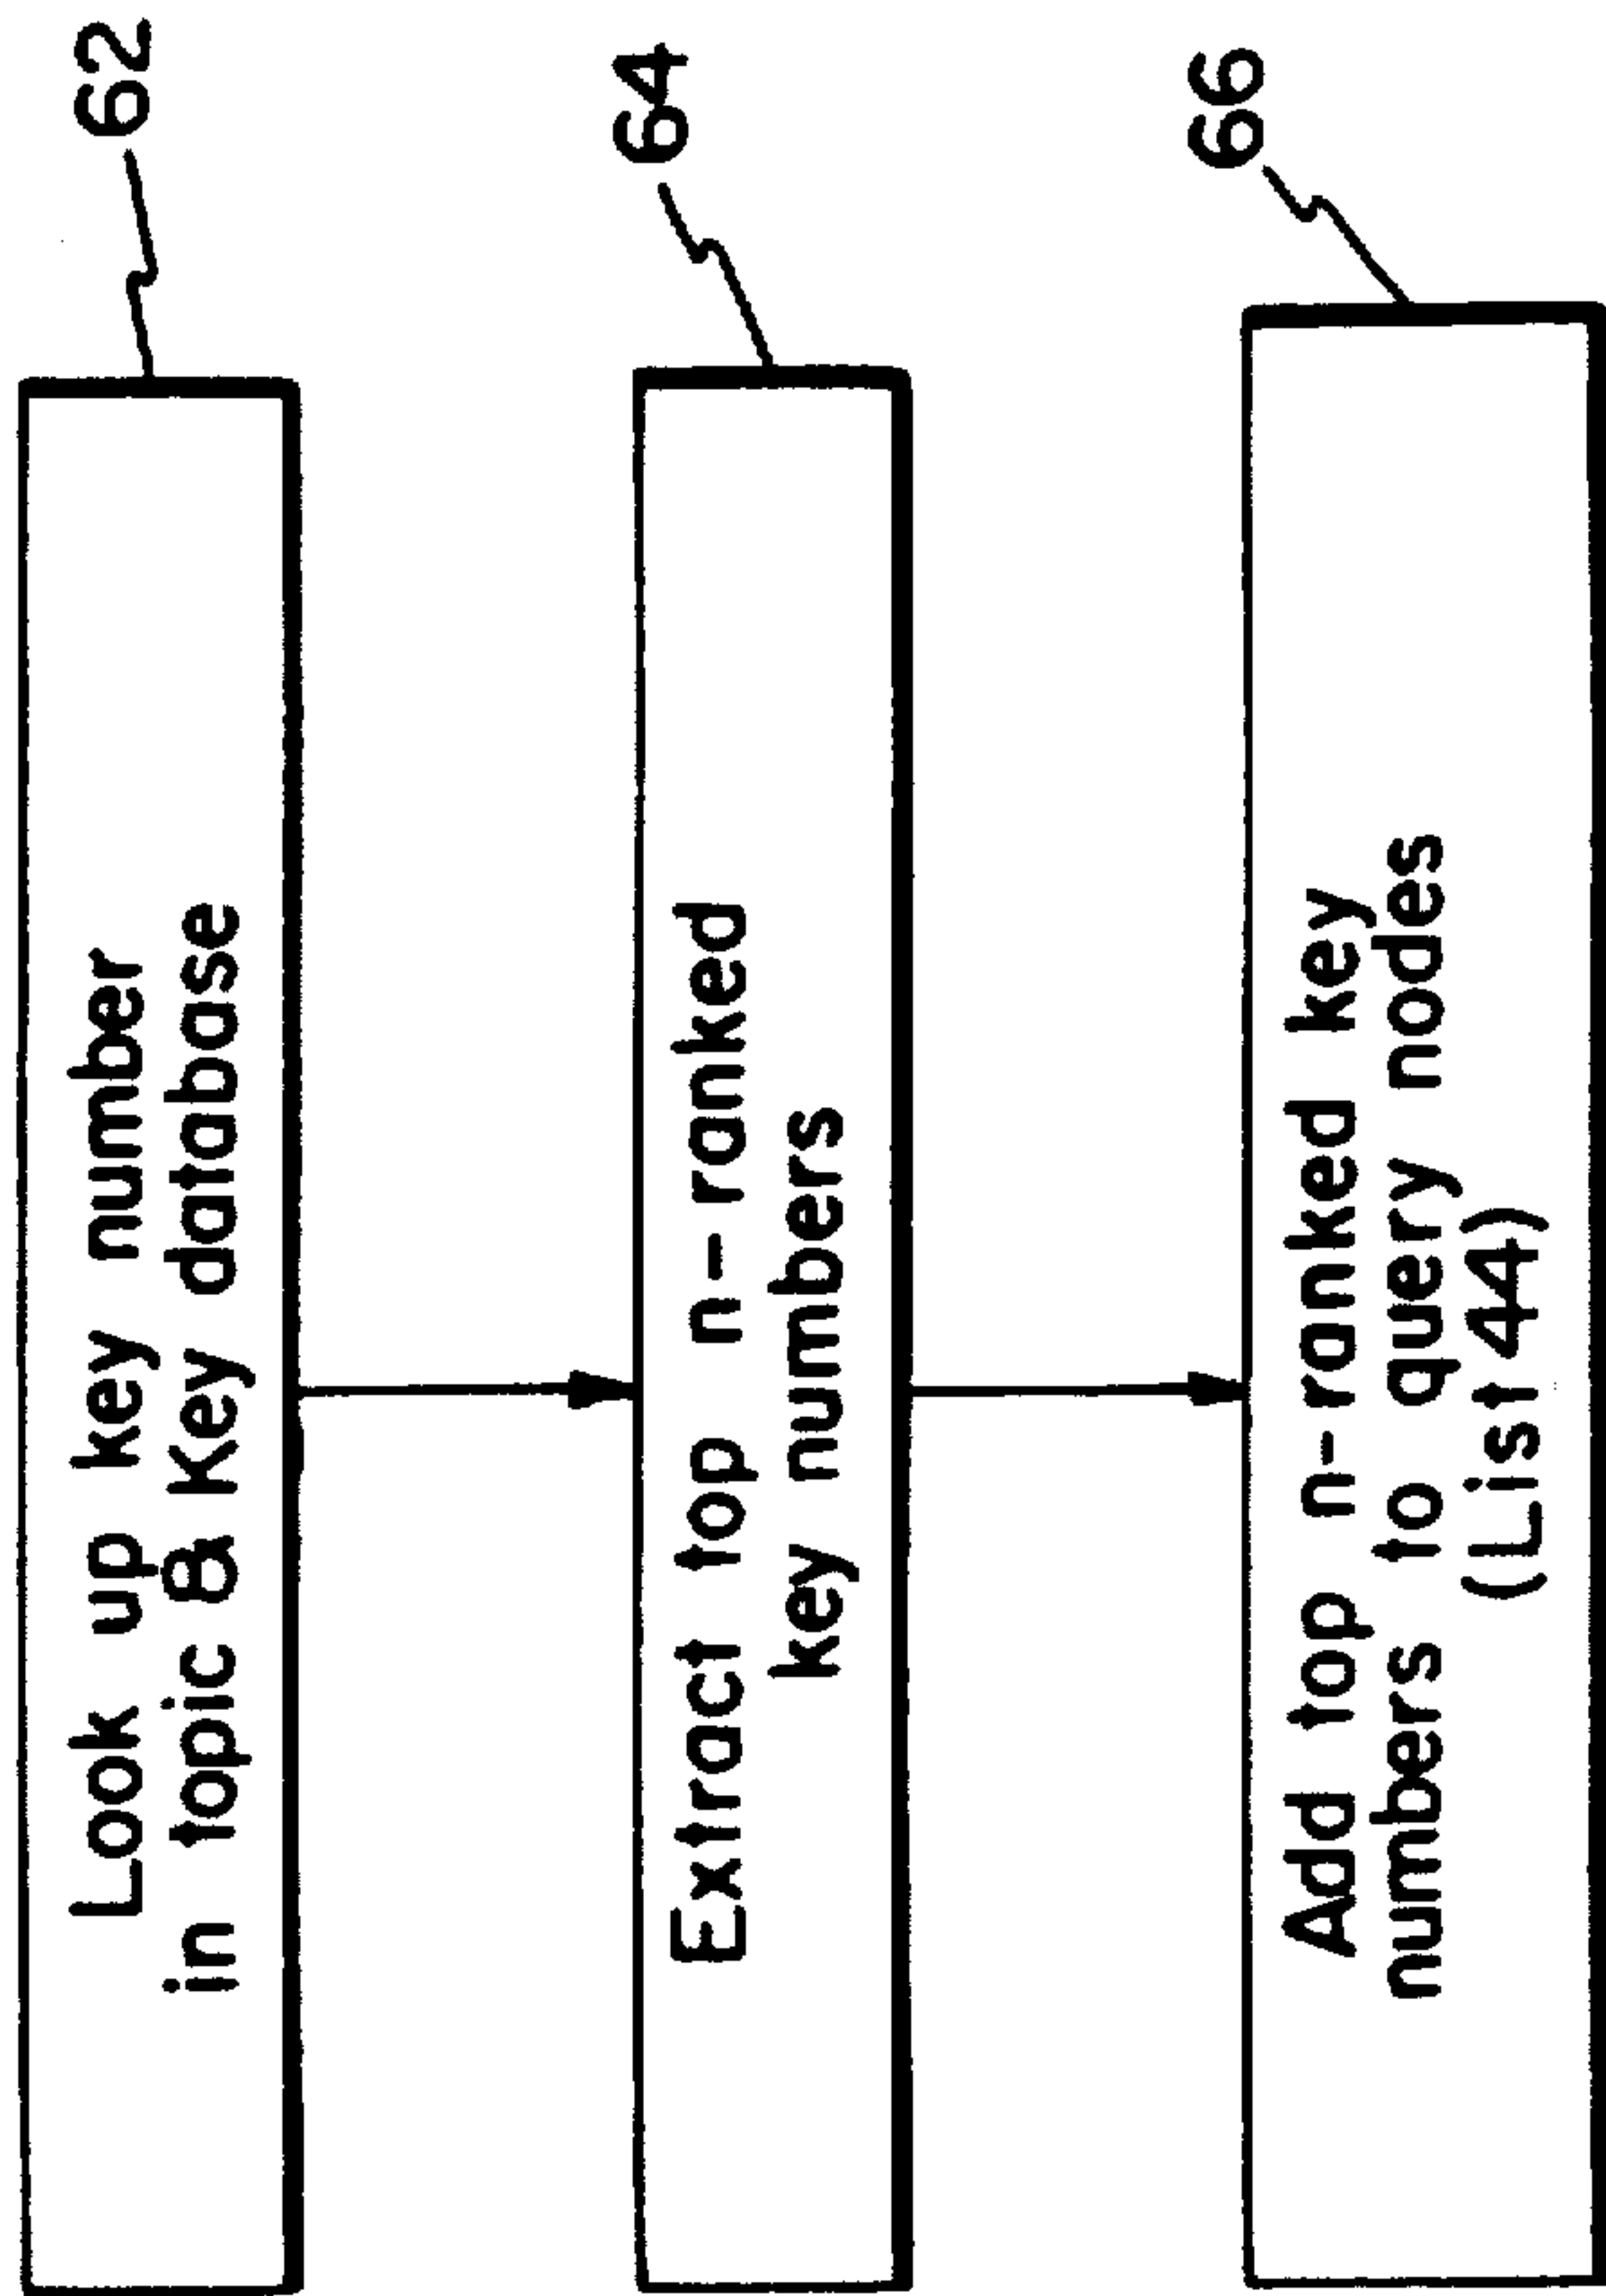 Look up key number
in topic & Key database
62
Extract top n-ranked
key numbers
64
Add top n-ranked key
numbers to query nodes
(List 44)
66